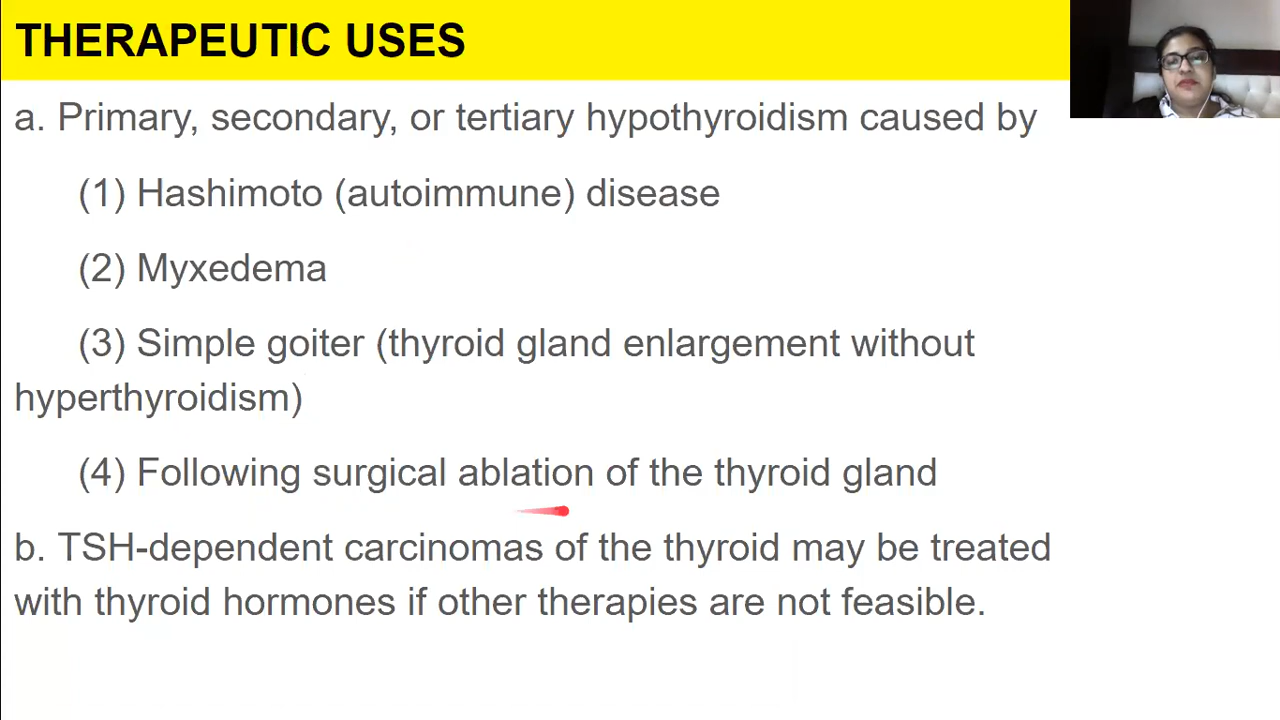 THERAPEUTIC USES
a. Primary, secondary, or tertiary hypothyroidism caused by
(1) Hashimoto (autoimmune) disease
(2) Myxedema
(3) Simple goiter (thyroid gland enlargement without
hyperthyroidism)
(4) Following surgical ablation of the thyroid gland
b. TSH-dependent carcinomas of the thyroid may be treated
with thyroid hormones if other therapies are not feasible.